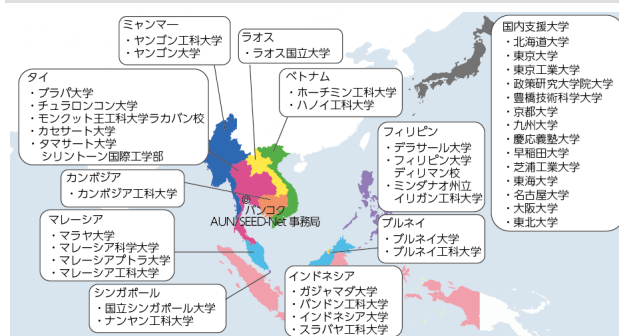 ミャンマー
・ヤンゴン工科大学
・ヤンゴン大学
ラオス
・ラオス国立大学
ベトナム
・ホーチミン工科大学
・ハノイ工科大学
タイ
・ブラパ大学
・チュラロンコン大学
・モンクット王工科大学ラカバン校
・カセサート大学
・タマサート大学
シリントーン国際工学部
カンボジア
・カンボジア工科大学
バンコク
AUN/SEED-Net 事務局
マレーシア
・マラヤ大学
・マレーシア科学大学
・マレーシアプトラ大学
・マレーシア工科大学
シンガポール
・国立シンガポール大学
・ナンヤン工科大学
インドネシア
・ガジャマダ大学
・バンドン工科大学
・インドネシア大学
・スラバヤ工科大学
フィリピン
・デラサール大学
・フィリピン大学
ディリマン校
・ミンダナオ州立
イリガン工科大学
ブルネイ
・ブルネイ大学
・ブルネイ工科大学
国内支援大学
・北海道大学
・東京大学
・東京工業大学
・政策研究大学院大学
・豊橋技術科学大学
・京都大学
・九州大学
・慶応義塾大学
・早稲田大学
・芝浦工業大学
・東海大学
・名古屋大学
・大阪大学
・東北大学